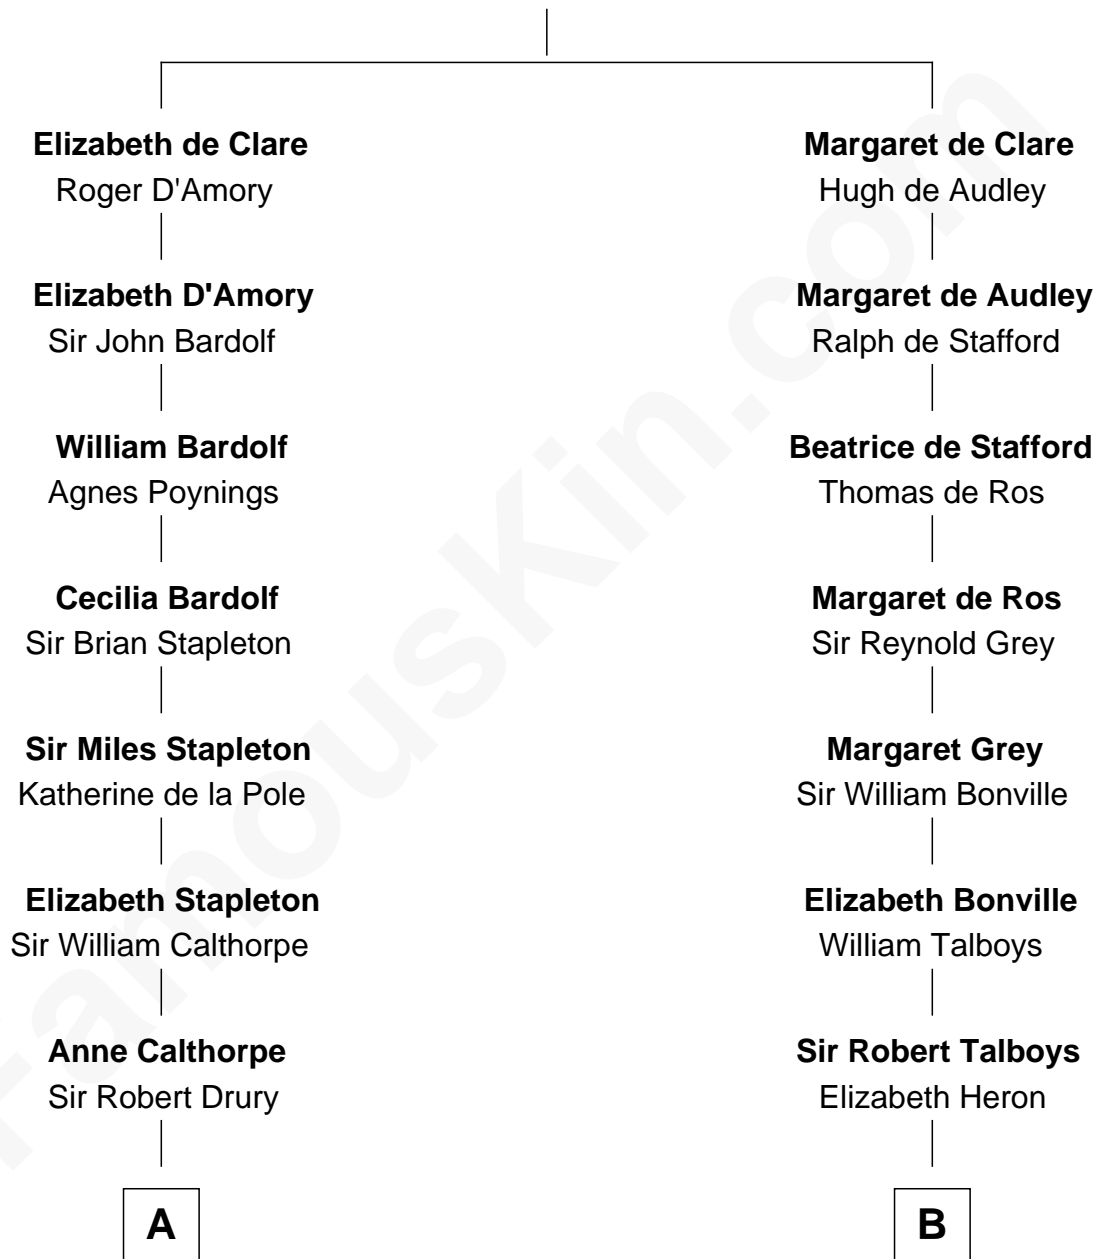 Elizabeth de Clare
Roger D'Amory
Margaret de Clare
Hugh de Audley
Elizabeth D'Amory
Sir John Bardolf
Margaret de Audley
Ralph de Stafford
William Bardolf
Agnes Poynings
Beatrice de Stafford
Thomas de Ros
Cecilia Bardolf
Sir Brian Stapleton
Margaret de Ros
Sir Reynold Grey
Sir Miles Stapleton
Katherine de la Pole
Margaret Grey
Sir William Bonville
Elizabeth Stapleton
Sir William Calthorpe
Elizabeth Bonville
William Talboys
Anne Calthorpe
Sir Robert Drury
Sir Robert Talboys
Elizabeth Heron
A
B
FamousKin.com